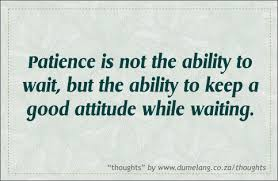 Patience is not the ability to
wait, but the ability to keep a
good attitude while waiting.
"thoughts" by www.dumelang.co.za/thoughts